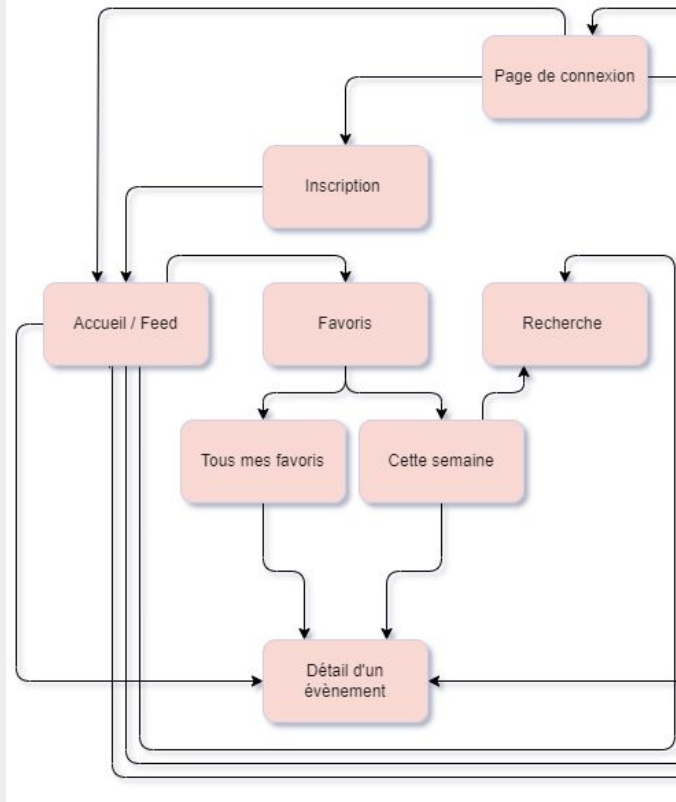 Page de connexion
Inscription
Accueil / Feed
Favoris
Recherche
Tous mes favoris
Cette semaine
Détail d'un
évènement